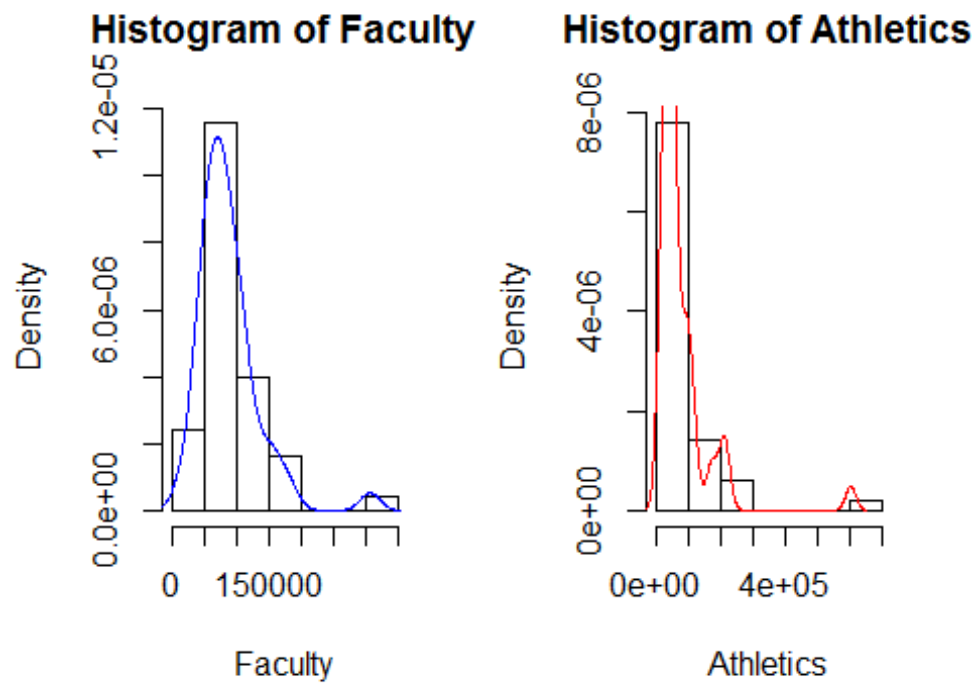 Histogram of Faculty
Density
1.2e-05
6.0e-06
0.0e+00
0 150000
Faculty
Histogram of Athletics
Density
8e-06
4e-06
0e+00
0e+00 4e+05
Athletics